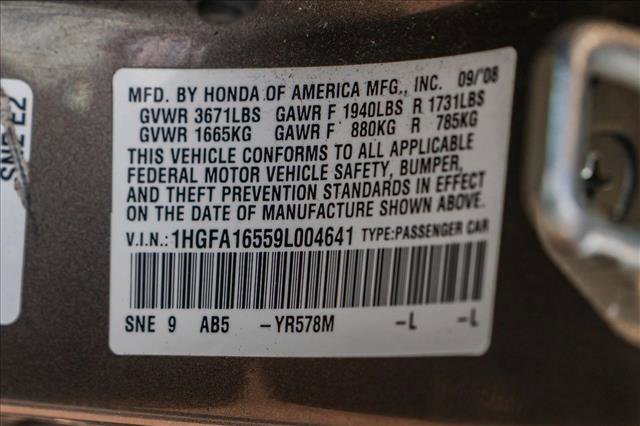 MFD. BY HONDA OF AMERICA MFG., INC. 09/'08
GVWR 3671LBS GAWR F 1940LBS R 1731LBS
GVWR 1665KG GAWR F 880KG R 785KG
THIS VEHICLE CONFORMS TO ALL APPLICABLE
FEDERAL MOTOR VEHICLE SAFETY, BUMPER,
AND THEFT PREVENTION STANDARDS IN EFFECT
ON THE DATE OF MANUFACTURE SHOWN ABOVE.
V.I.N.: 1HGFA16559L004641 TYPE:PASSENGER CAR
SNE 9 AB5 -YR578M -L -L
SNE E2